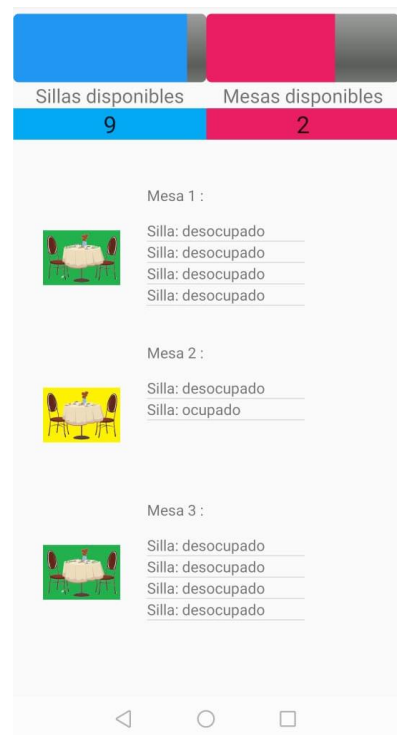 Sillas disponibles
Mesas disponibles
9
2
Mesa 1 :
Silla: desocupado
Silla: desocupado
Silla: desocupado
Silla: desocupado
Mesa 2 :
Silla: desocupado
Silla: ocupado
Mesa 3 :
Silla: desocupado
Silla: desocupado
Silla: desocupado
Silla: desocupado